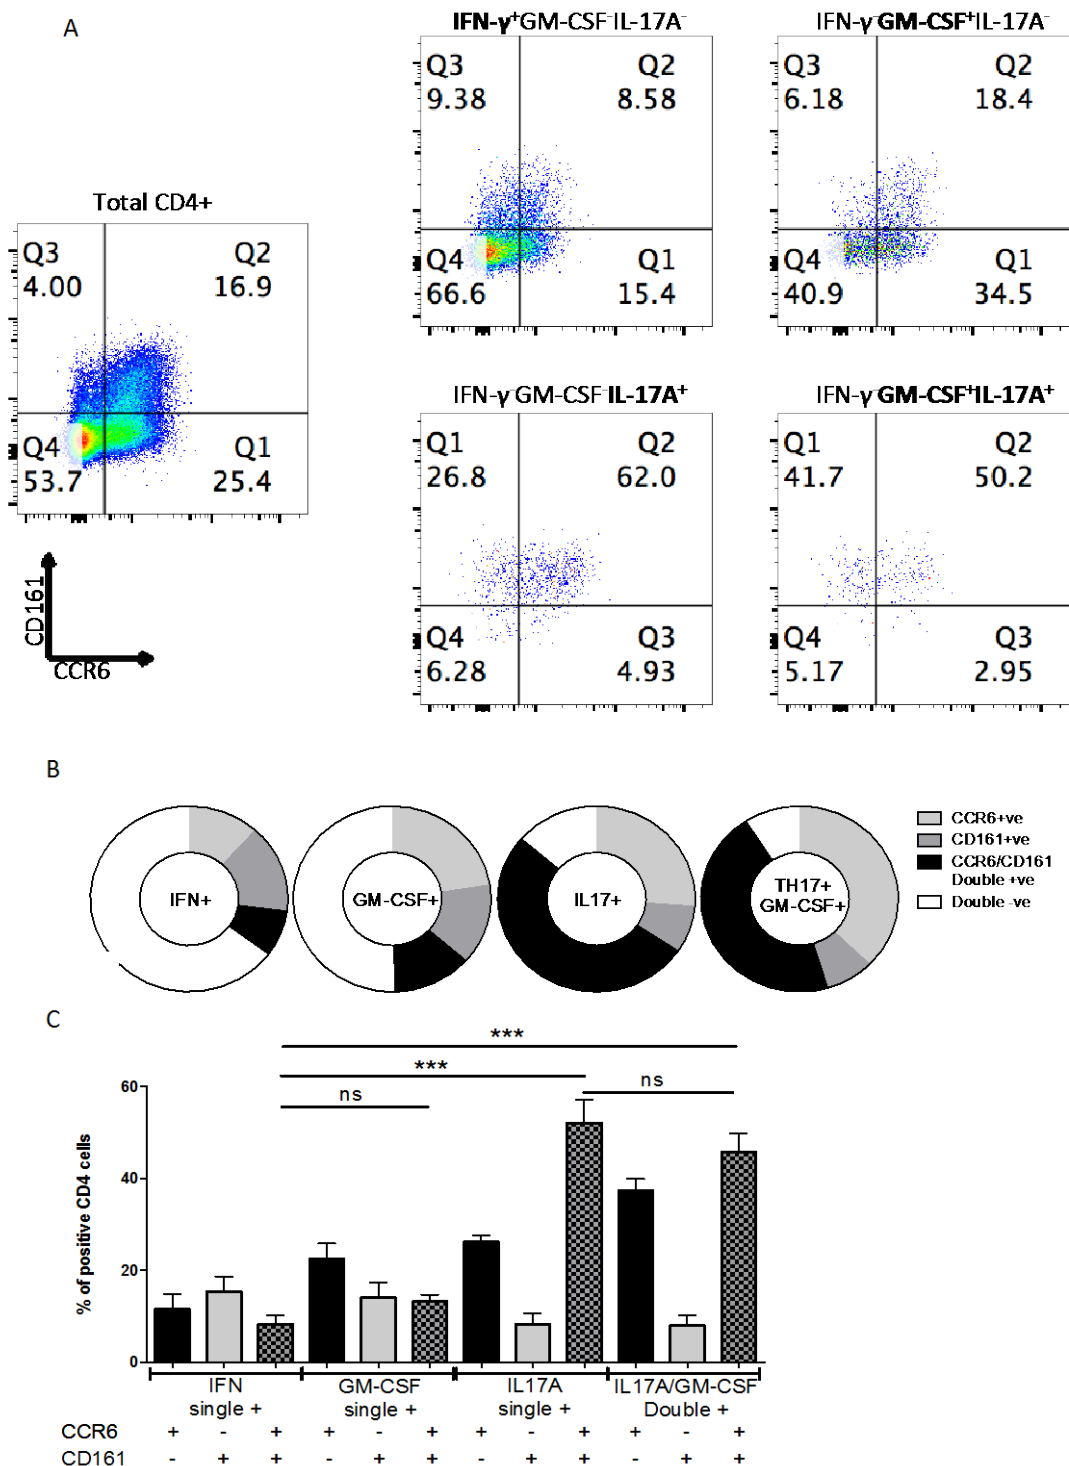 A
IFN-γ⁺GM-CSF⁻IL-17A⁻
IFN-γ⁻GM-CSF⁺IL-17A⁻
Q3 Q2
9.38 8.58
Q4 Q1
66.6 15.4
Q3 Q2
6.18 18.4
Q4 Q1
40.9 34.5
Total CD4+
Q3 Q2
4.00 16.9
Q4 Q1
53.7 25.4
IFN-γ⁻GM-CSF⁻IL-17A⁺
IFN-γ⁻GM-CSF⁺IL-17A⁺
Q1 Q2
26.8 62.0
Q4 Q3
6.28 4.93
Q1 Q2
41.7 50.2
Q4 Q3
5.17 2.95
CD161
CCR6
B
IFN+
GM-CSF+
IL17+
TH17+
GM-CSF+
CCR6+ve
CD161+ve
CCR6/CD161
Double +ve
Double -ve
C
***
***
ns
ns
% of positive CD4 cells
60
40
20
0
IFN GM-CSF IL17A IL17A/GM-CSF
single + single + single + Double +
CCR6 + - + + - + + - + + - +
CD161 - + + - + + - + + - + +